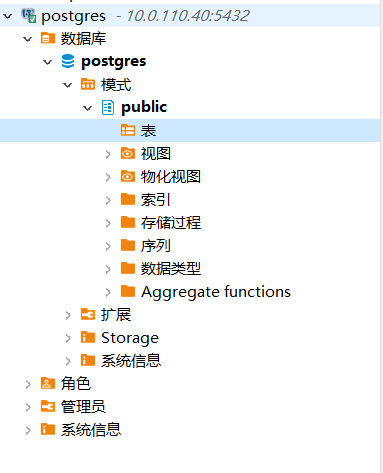 postgres - 10.0.110.40:5432
数据库
postgres
模式
public
表
视图
物化视图
索引
存储过程
序列
数据类型
Aggregate functions
扩展
Storage
系统信息
角色
管理员
系统信息